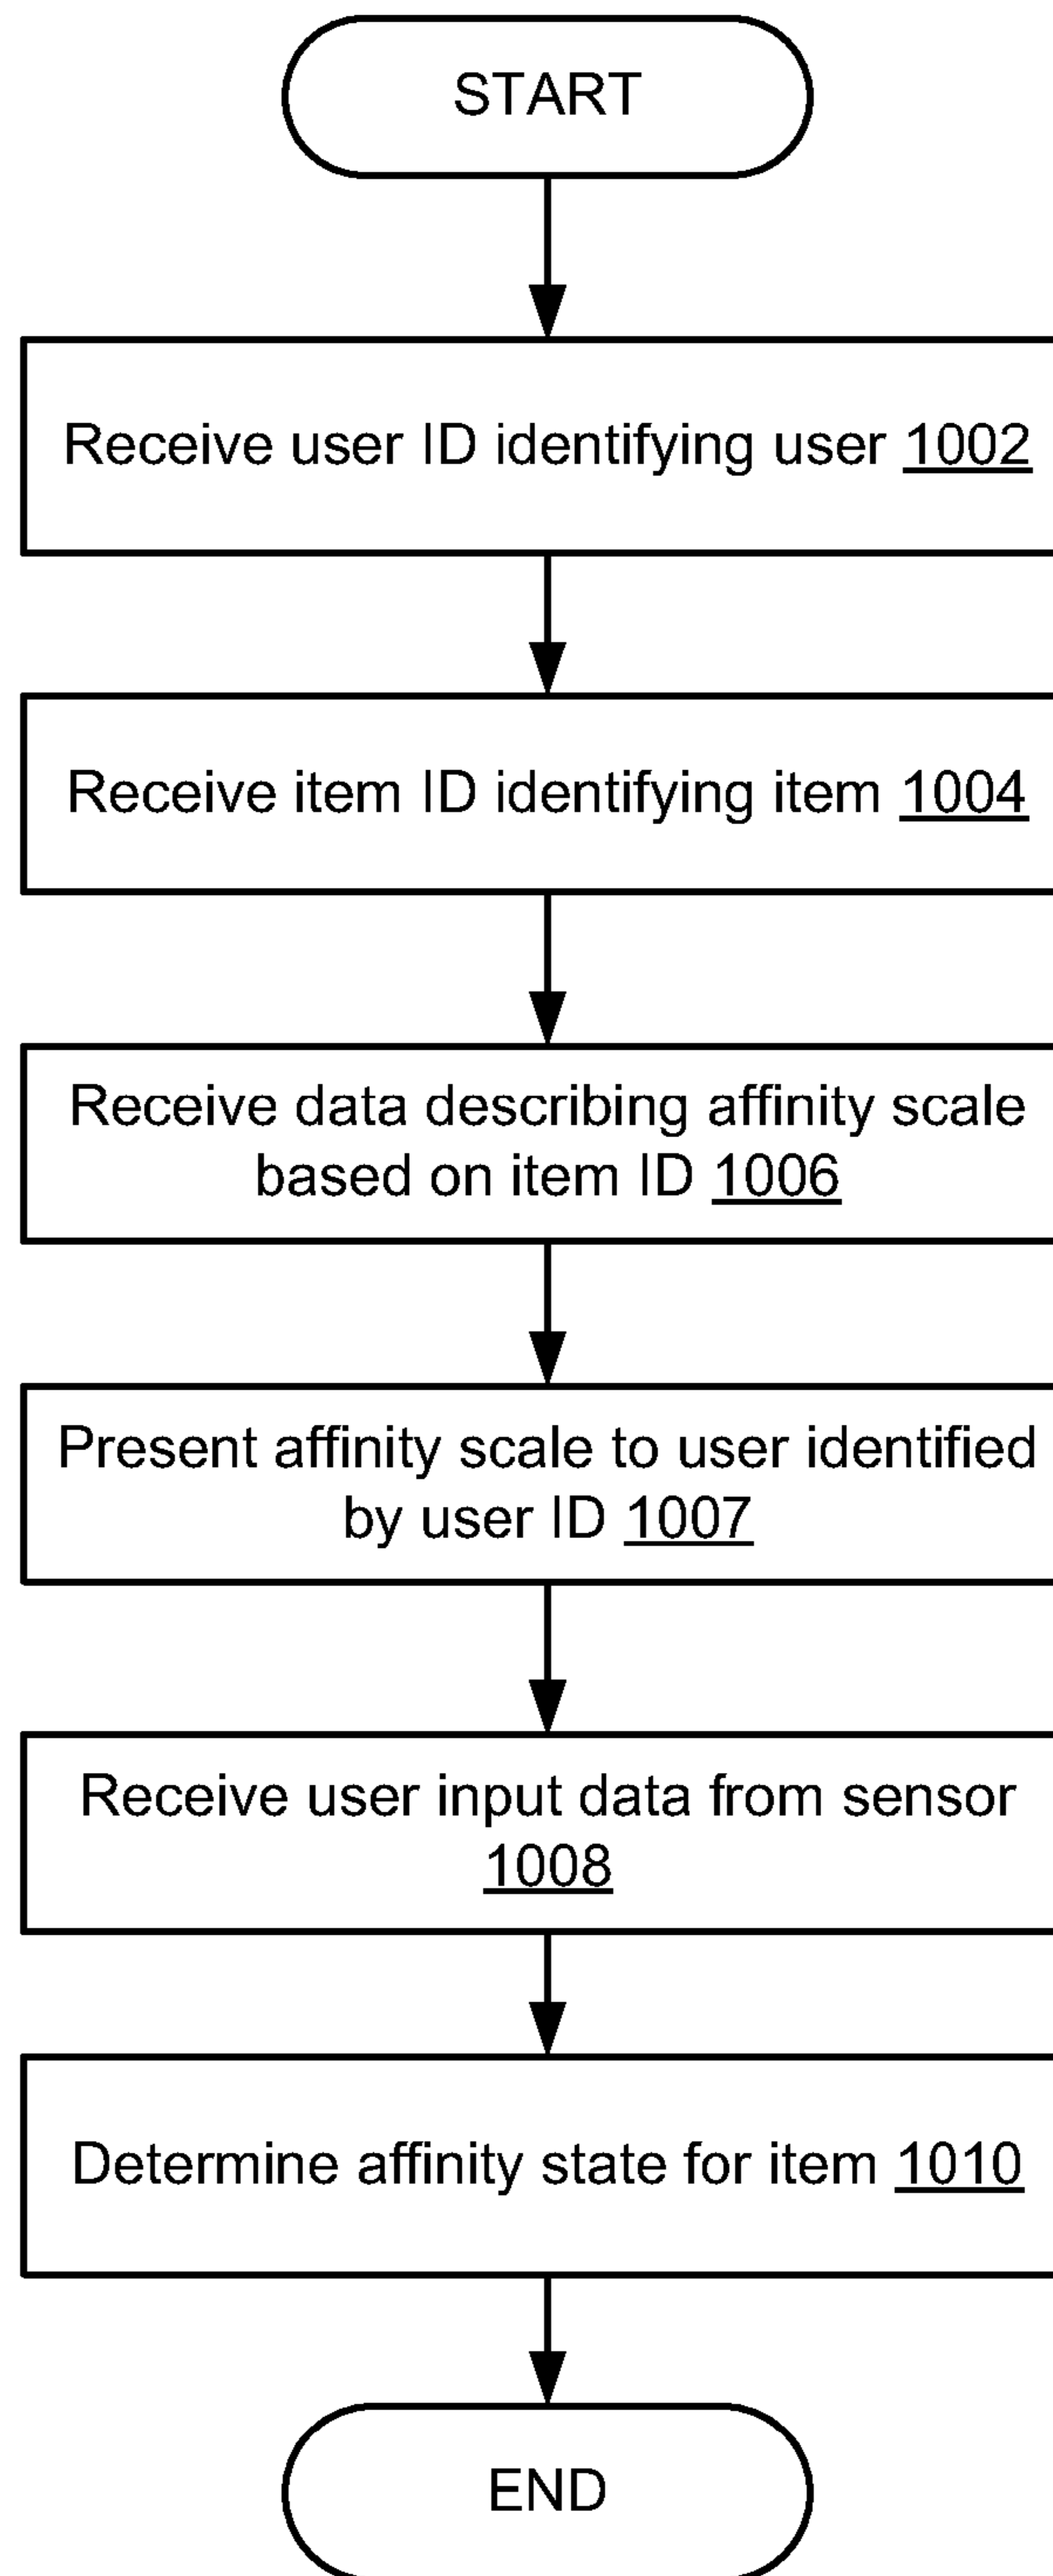 START
Receive user ID identifying user 1002
Receive item ID identifying item 1004
Receive data describing affinity scale
based on item ID 1006
Present affinity scale to user identified
by user ID 1007
Receive user input data from sensor
1008
Determine affinity state for item 1010
END